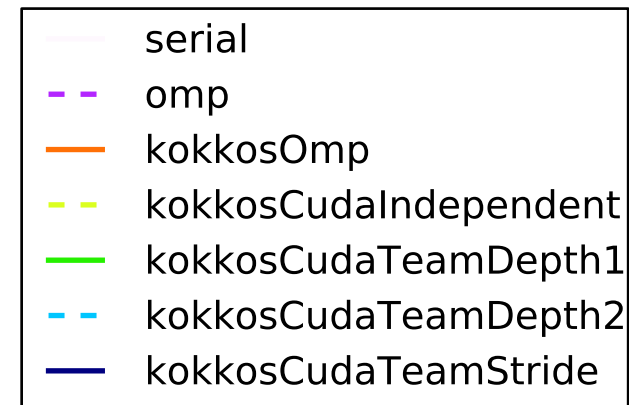 serial
omp
kokkosOmp
kokkosCudaIndependent
kokkosCudaTeamDepth1
kokkosCudaTeamDepth2
kokkosCudaTeamStride